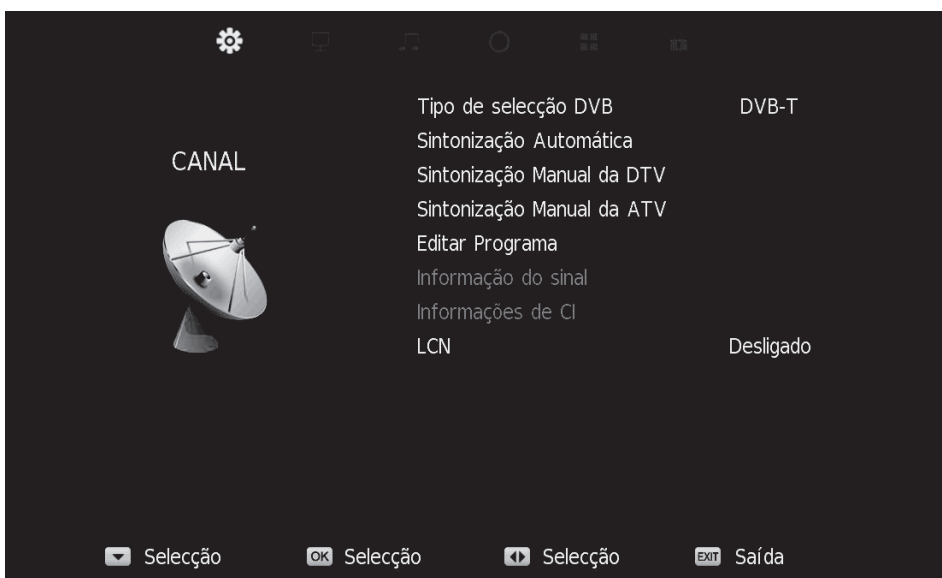 Tipo de selecção DVB DVB-T
Sintonização Automática
CANAL
Sintonização Manual da DTV
Sintonização Manual da ATV
Editar Programa
Informação do sinal
Informações de CI
LCN Desligado
Selecção OK Selecção Selecção EXIT Saída